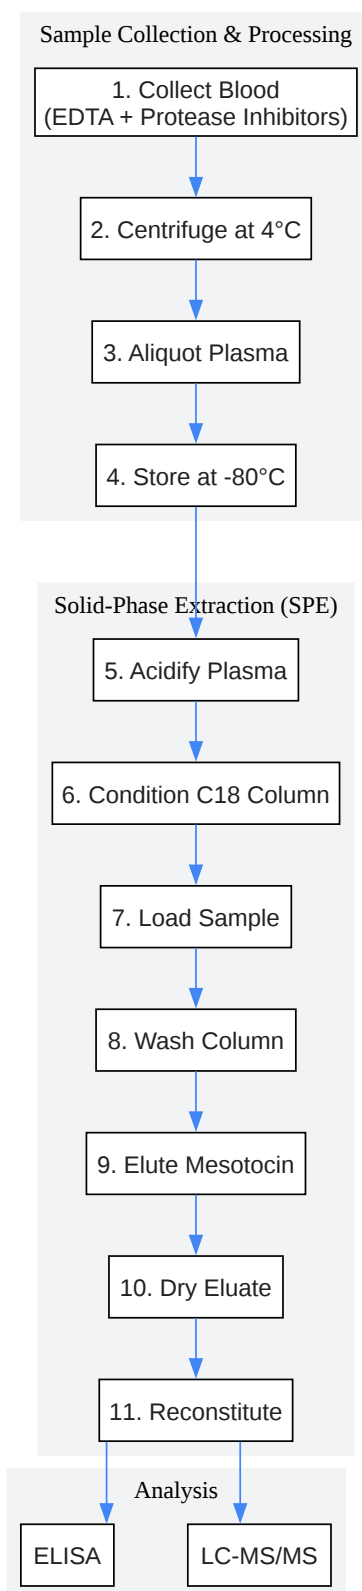 Sample Collection & Processing
1. Collect Blood
(EDTA + Protease Inhibitors)
2. Centrifuge at 4°C
3. Aliquot Plasma
4. Store at -80°C
Solid-Phase Extraction (SPE)
5. Acidify Plasma
6. Condition C18 Column
7. Load Sample
8. Wash Column
9. Elute Mesotocin
10. Dry Eluate
11. Reconstitute
Analysis
ELISA
LC-MS/MS